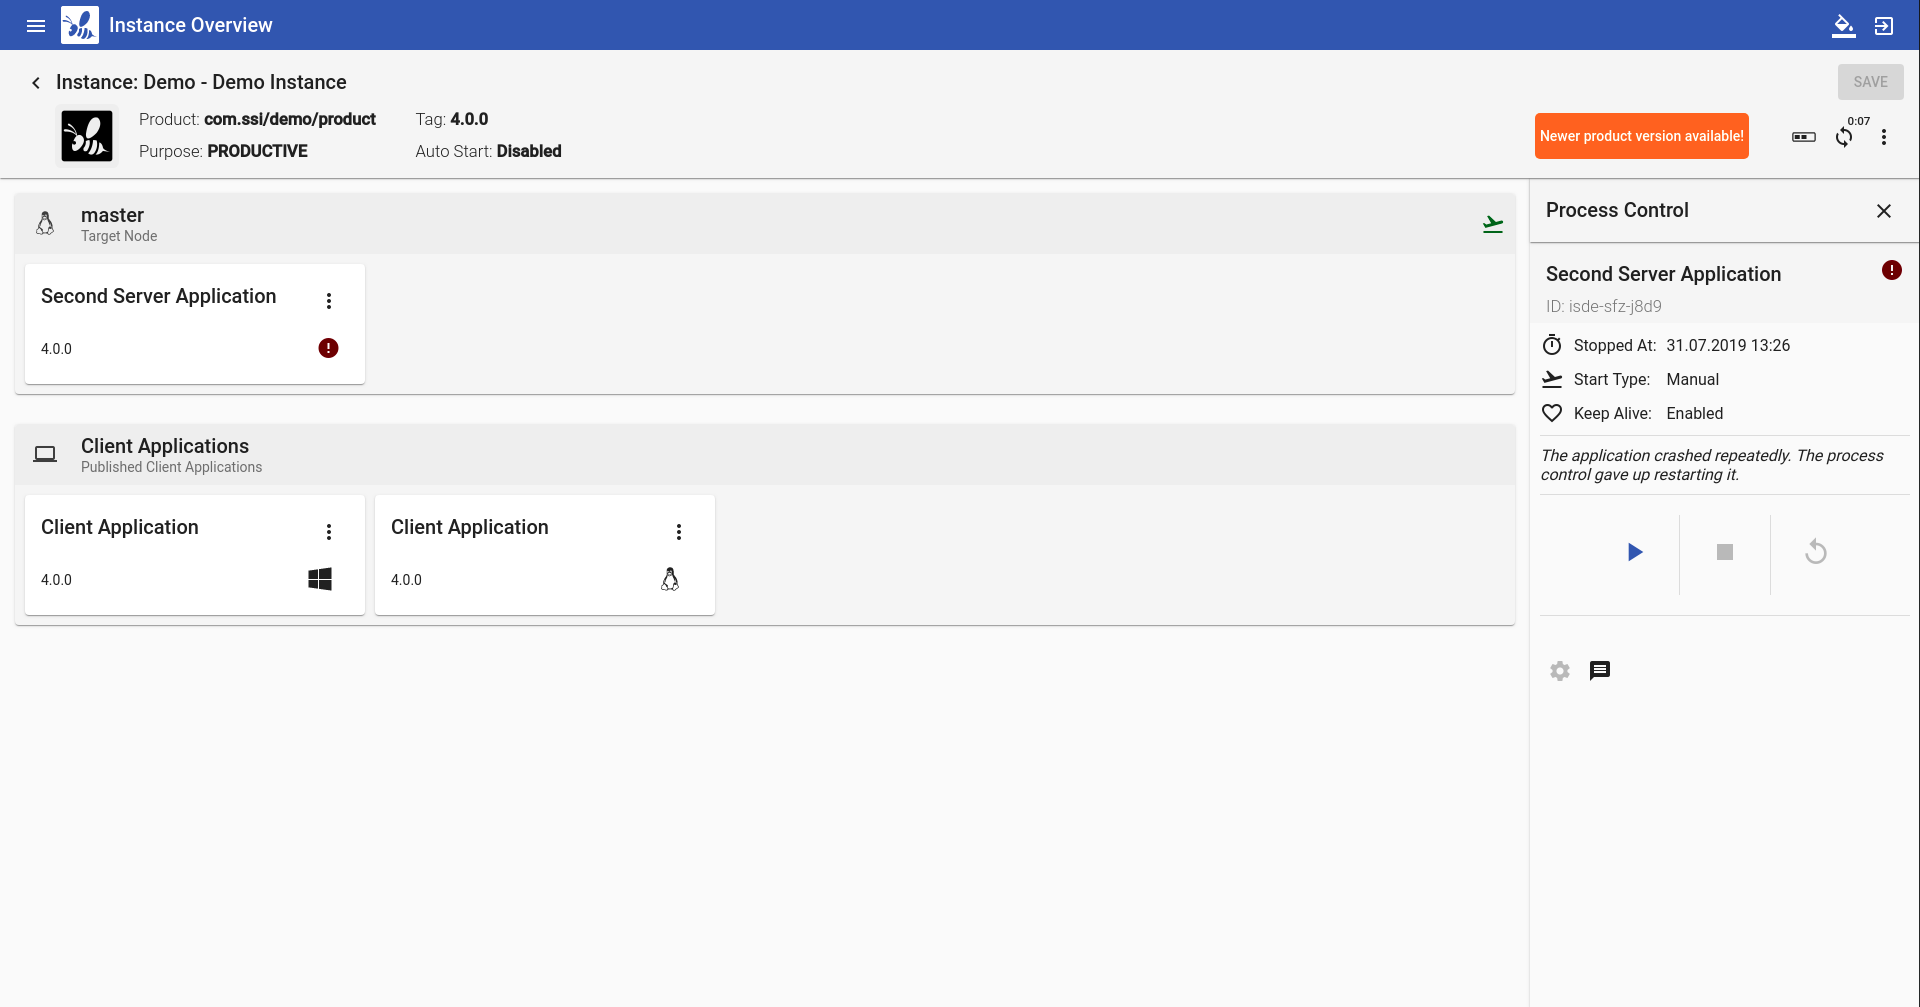 Instance Overview
Instance: Demo - Demo Instance
SAVE
Product: com.ssi/demo/product
Tag: 4.0.0
Purpose: PRODUCTIVE
Auto Start: Disabled
Newer product version available!
0:07
master
Target Node
Second Server Application
4.0.0
Client Applications
Published Client Applications
Client Application
4.0.0
Client Application
4.0.0
Process Control
Second Server Application
ID: isde-sfz-j8d9
Stopped At: 31.07.2019 13:26
Start Type: Manual
Keep Alive: Enabled
The application crashed repeatedly. The process
control gave up restarting it.